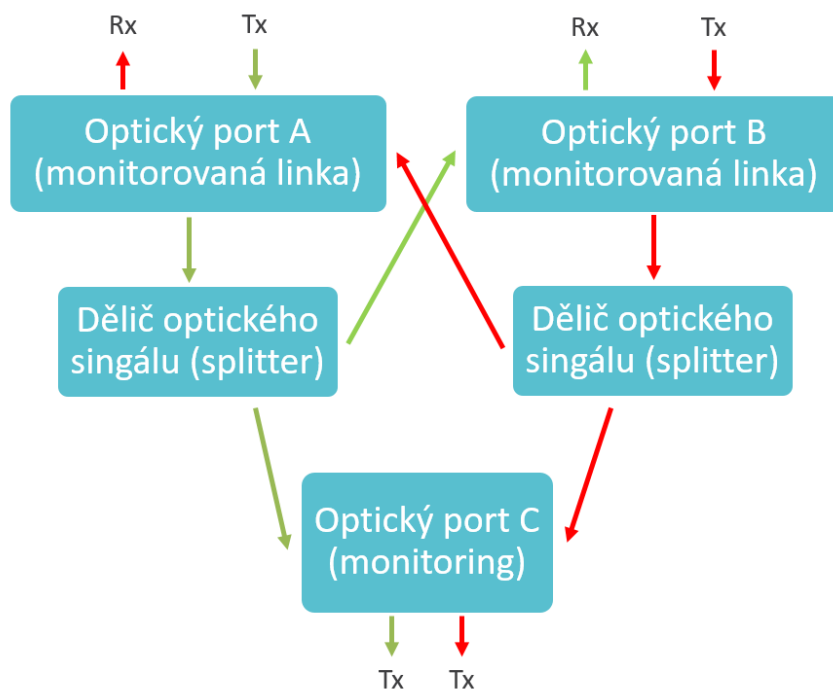 Rx
Tx
Rx
Tx
Optický port A
(monitorovaná linka)
Optický port B
(monitorovaná linka)
Dělič optického
singálu (splitter)
Dělič optického
singálu (splitter)
Optický port C
(monitoring)
Tx
Tx